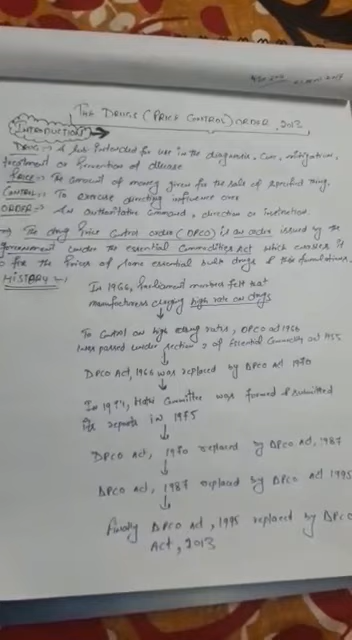 THE DRUGS (PRICE CONTROL) ORDER, 2013
INTRODUCTION
DRUG :- A sub. intended for use in the diagnosis, Cure, mitigation,
treatment or Prevention of disease
PRICE :- The amount of money given for the sale of specified thing.
CONTROL :- To exercise directing influence over
ORDER :- An authoritative command, direction or instruction.
The drug Price Control order (DPCO) is an order issued by the
government under the essential Commodities Act which enables it
to fix the Prices of some essential bulk drugs & their formulations.
HISTORY :-
In 1966, Parliament members felt that
manufacturers charging high rate on drugs
To Control on high rates, DPCO act 1966
was passed under section of Essential Commodity act 1955
DPCO Act, 1966 was replaced by DPCO Act 1970
In 1974, Hathi Committee was formed & submitted
its reports in 1975
DPCO Act, 1970 replaced by DPCO Act, 1987
DPCO Act, 1987 replaced by DPCO Act 1995
Finally DPCO Act, 1995 replaced by DPCO
Act, 2013